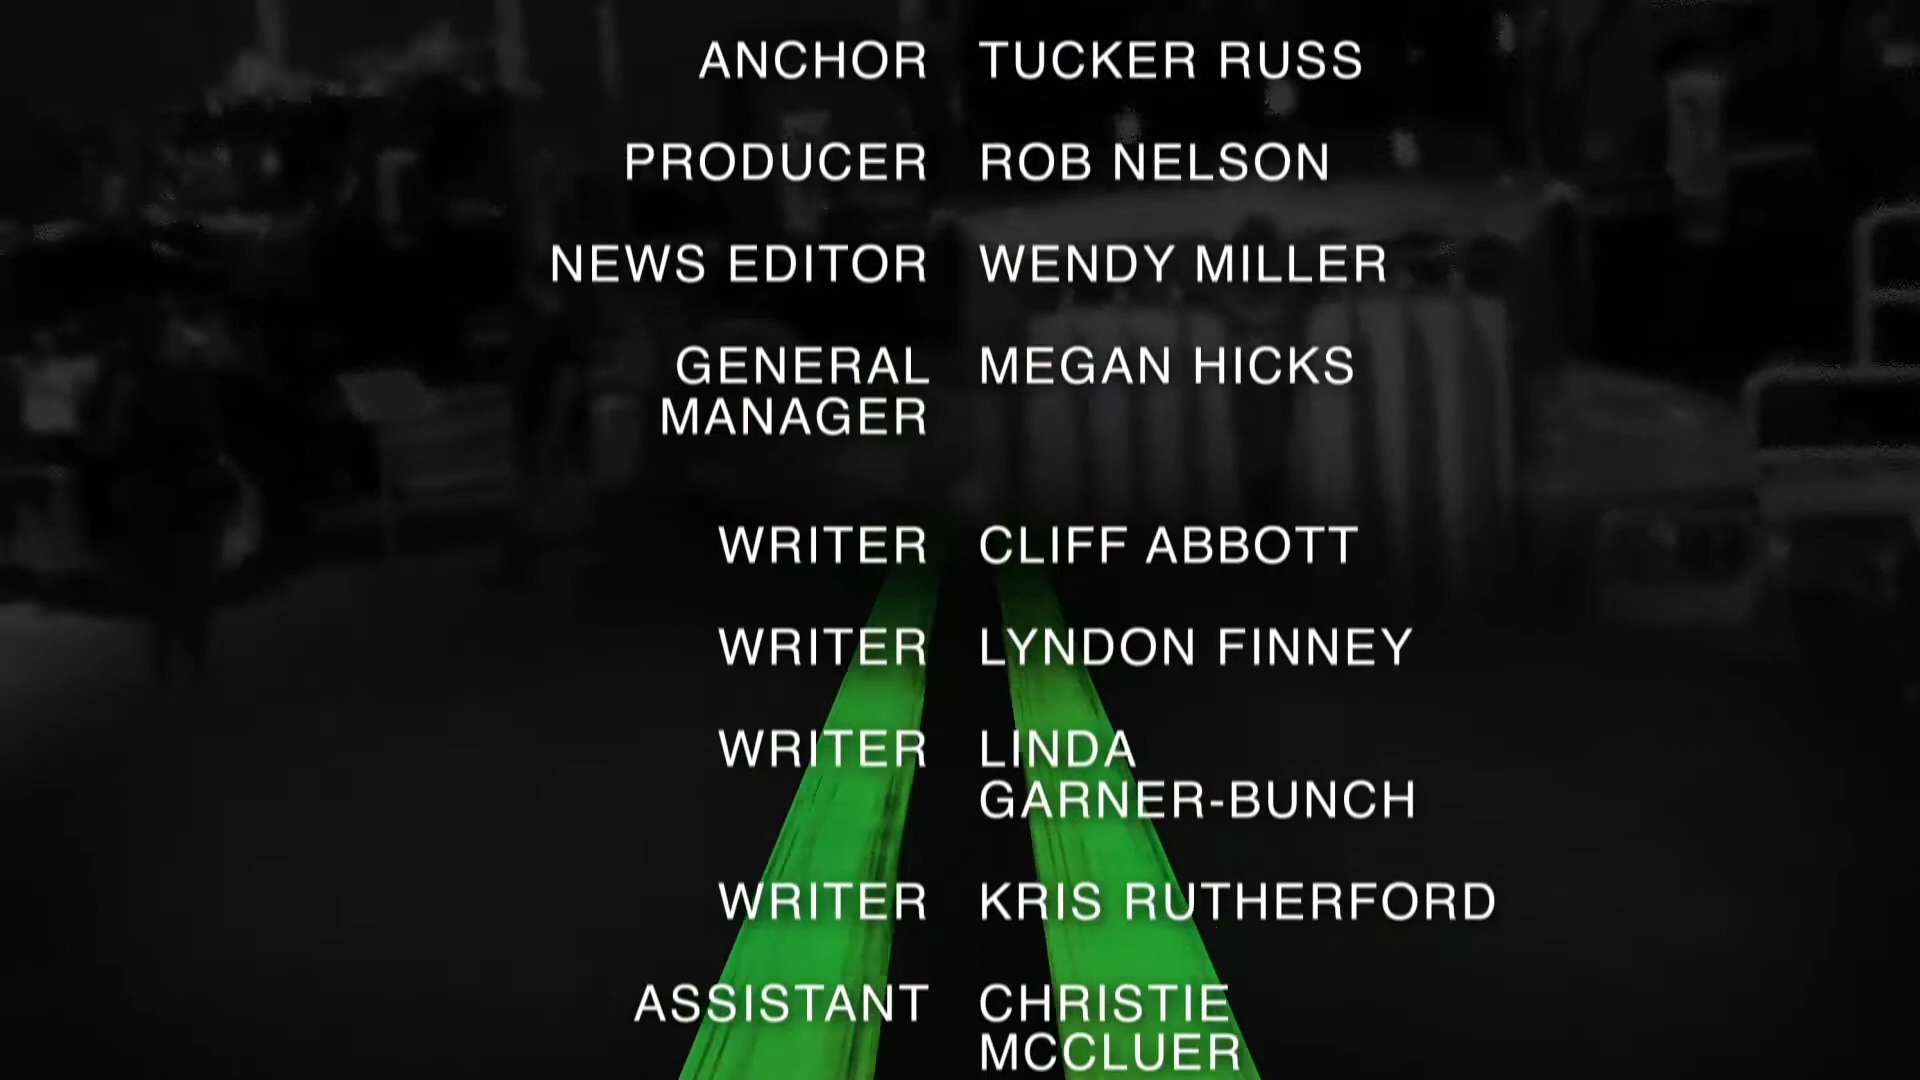 ANCHOR TUCKER RUSS
PRODUCER ROB NELSON
NEWS EDITOR WENDY MILLER
GENERAL MEGAN HICKS
MANAGER
WRITER CLIFF ABBOTT
WRITER LYNDON FINNEY
WRITER LINDA
GARNER-BUNCH
WRITER KRIS RUTHERFORD
ASSISTANT CHRISTIE
MCCLUER